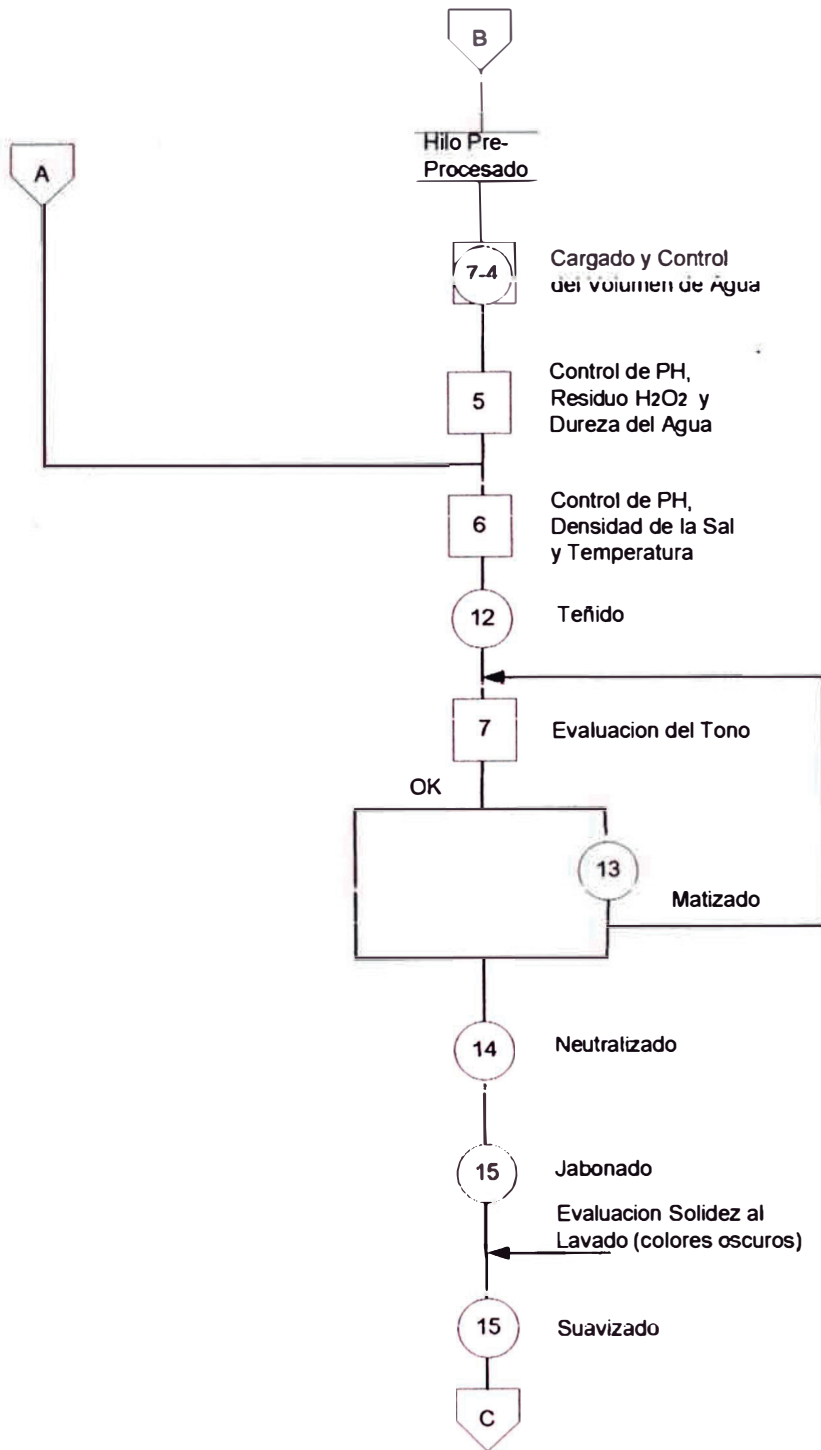 B
Hilo Pre-
Procesado
A
7-4
Cargado y Control
del Volumen de Agua
5
Control de PH,
Residuo H2O2 y
Dureza del Agua
6
Control de PH,
Densidad de la Sal
y Temperatura
12
Teñido
7
Evaluacion del Tono
OK
13
Matizado
14
Neutralizado
15
Jabonado
Evaluacion Solidez al
Lavado (colores oscuros)
15
Suavizado
C